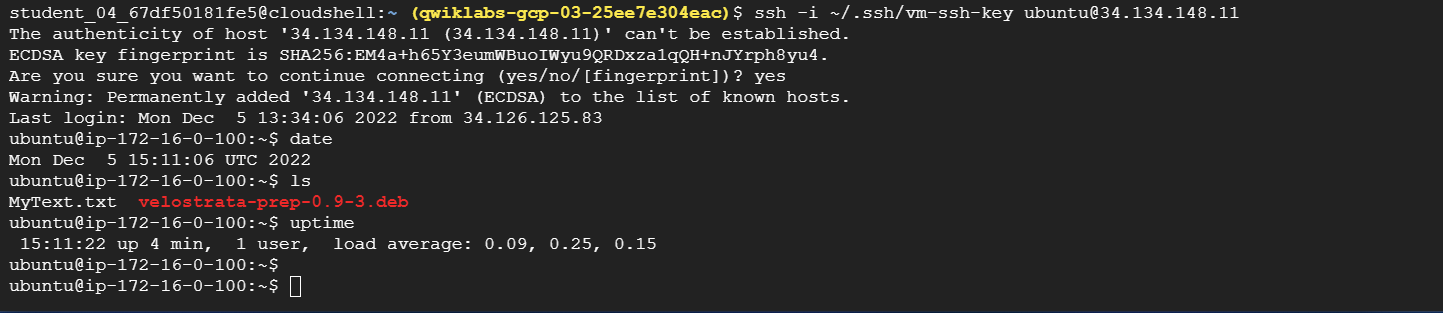 student_04_67df50181fe5@cloudshell:~ (qwiklabs-gcp-03-25ee7e304eac)$ ssh -i ~/.ssh/vm-ssh-key ubuntu@34.134.148.11
The authenticity of host '34.134.148.11 (34.134.148.11)' can't be established.
ECDSA key fingerprint is SHA256:EM4a+h65Y3eumWBuoIWyu9QRDxza1qQH+nJYrph8yu4.
Are you sure you want to continue connecting (yes/no/[fingerprint])? yes
Warning: Permanently added '34.134.148.11' (ECDSA) to the list of known hosts.
Last login: Mon Dec  5 13:34:06 2022 from 34.126.125.83
ubuntu@ip-172-16-0-100:~$ date
Mon Dec  5 15:11:06 UTC 2022
ubuntu@ip-172-16-0-100:~$ ls
MyText.txt  velostrata-prep-0.9-3.deb
ubuntu@ip-172-16-0-100:~$ uptime
 15:11:22 up 4 min,  1 user,  load average: 0.09, 0.25, 0.15
ubuntu@ip-172-16-0-100:~$
ubuntu@ip-172-16-0-100:~$